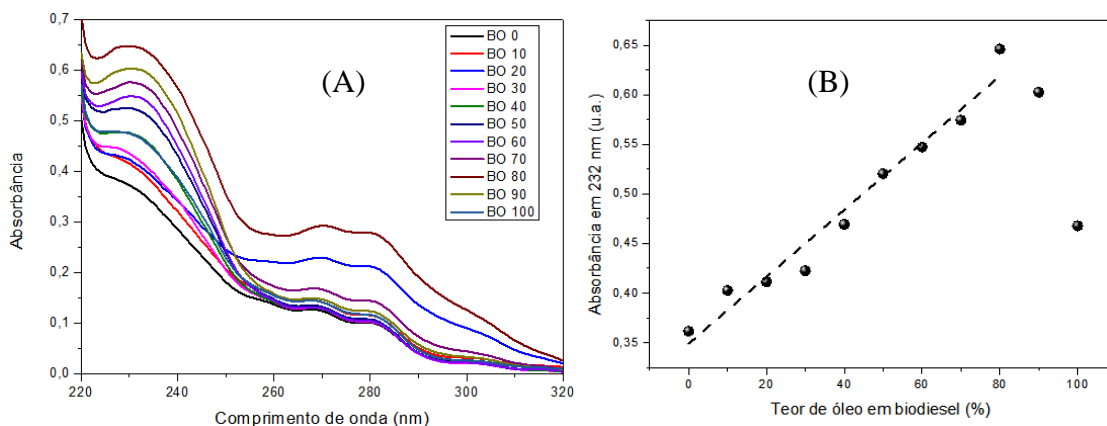 (A)
0,7
0,6
0,5
0,4
0,3
0,2
0,1
0,0
220
240
260
280
300
320
Absorbância
Comprimento de onda (nm)
BO 0
BO 10
BO 20
BO 30
BO 40
BO 50
BO 60
BO 70
BO 80
BO 90
BO 100
(B)
0,65
0,60
0,55
0,50
0,45
0,40
0,35
0
20
40
60
80
100
Absorbância em 232 nm (u.a.)
Teor de óleo em biodiesel (%)